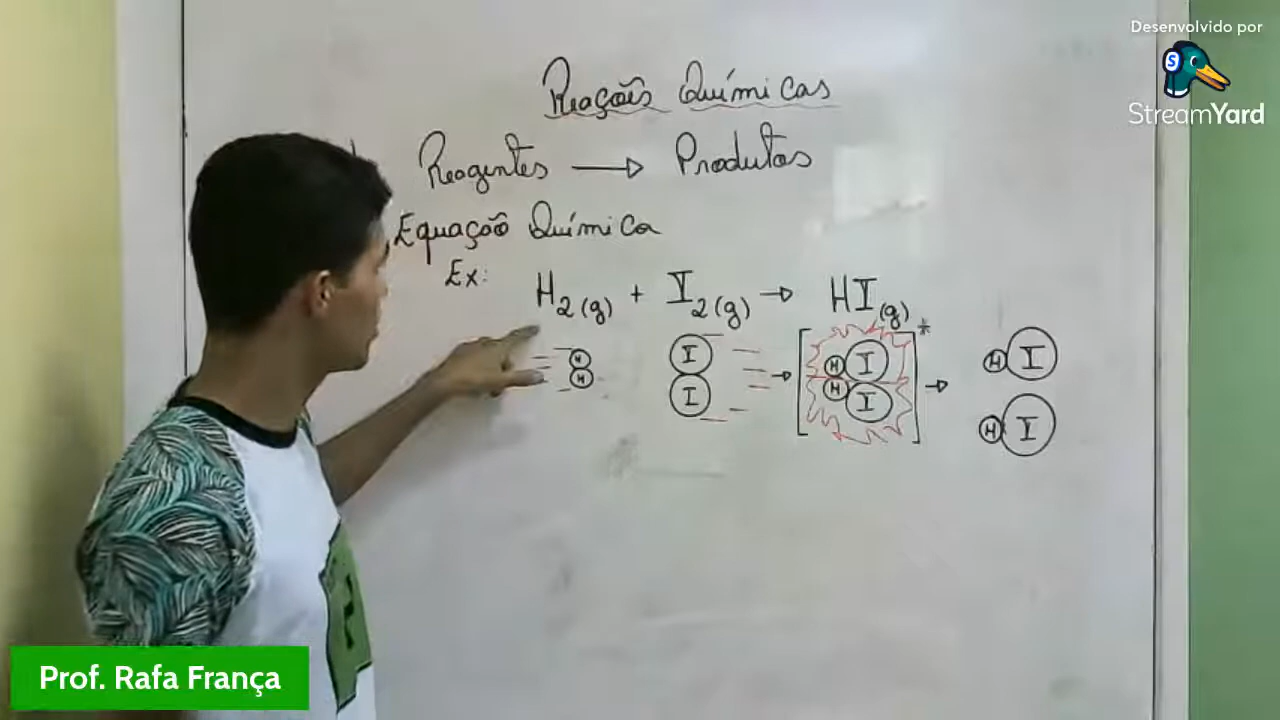 Desenvolvido por
StreamYard
Reações Químicas
Reagentes → Produtos
Equação Química
Ex: H2(g) + I2(g) → HI(g)
H H I I → [H I H I]* → H I
H I
Prof. Rafa França